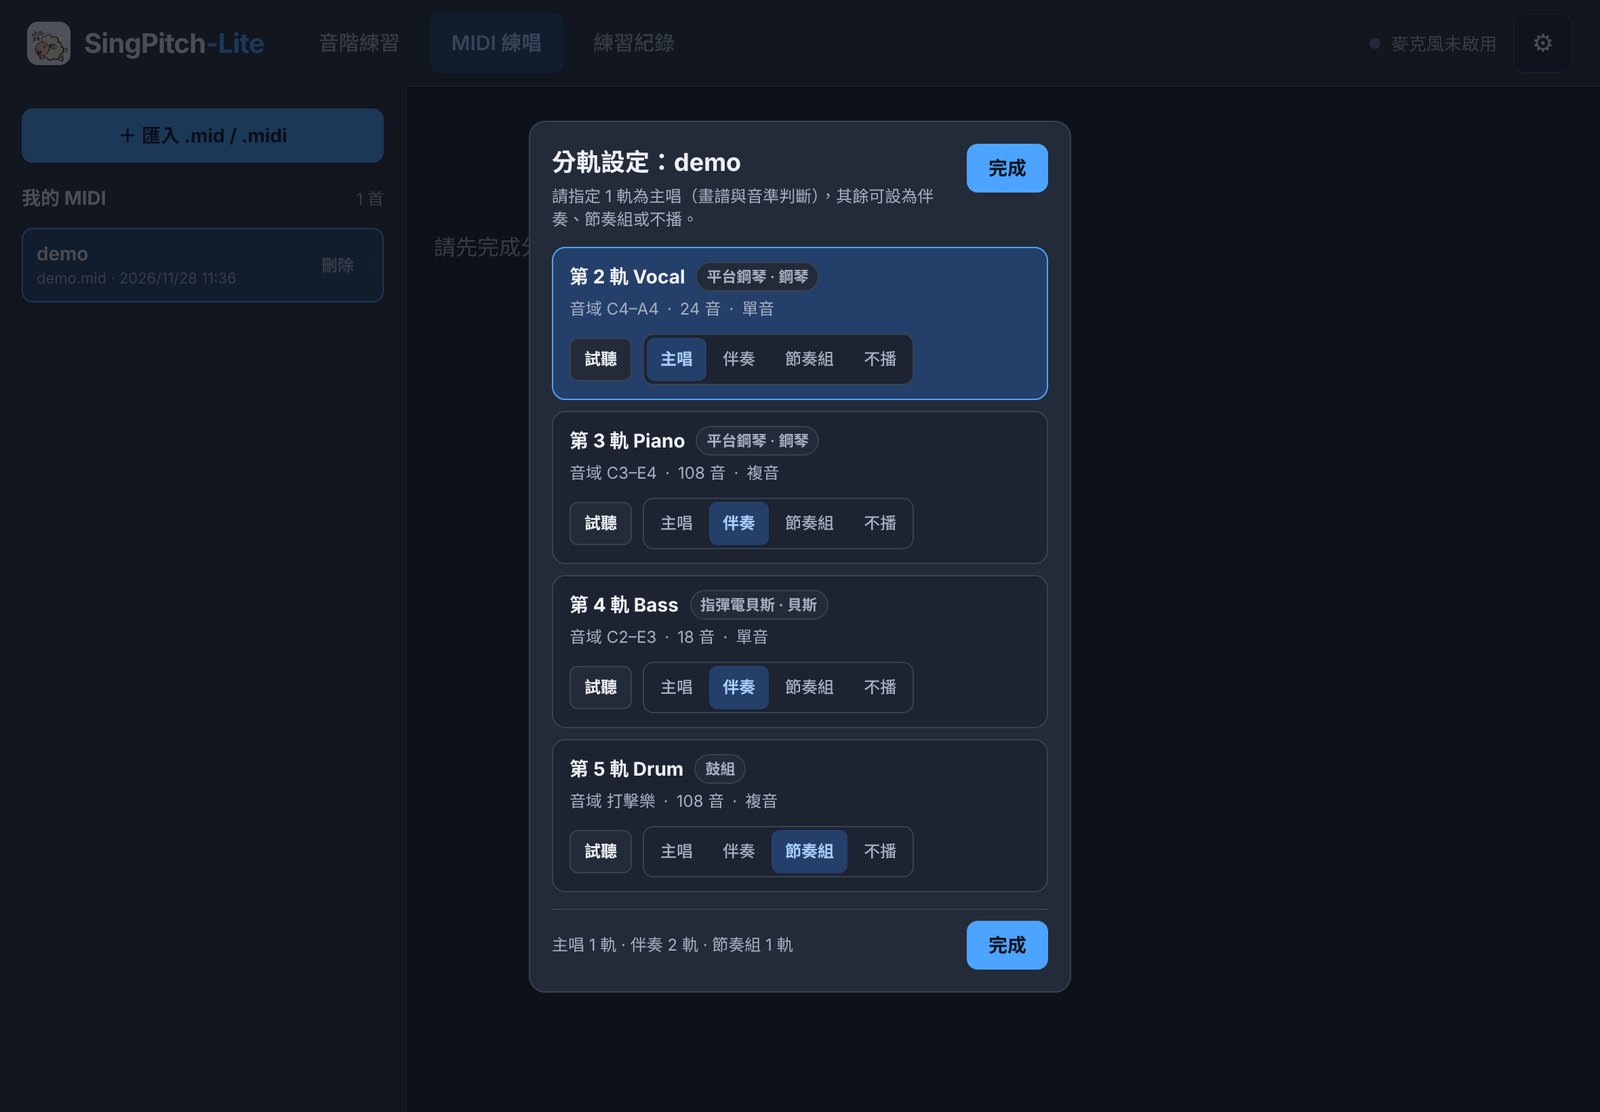 SingPitch-Lite
音階練習
MIDI 練唱
練習紀錄
麥克風未啟用
＋ 匯入 .mid / .midi
我的 MIDI
1 首
demo
demo.mid · 2026/11/28 11:36
刪除
請先完成分
分軌設定：demo
完成
請指定 1 軌為主唱（畫譜與音準判斷），其餘可設為伴
奏、節奏組或不播。
第 2 軌 Vocal 平台鋼琴 · 鋼琴
音域 C4–A4 · 24 音 · 單音
試聽 主唱 伴奏 節奏組 不播
第 3 軌 Piano 平台鋼琴 · 鋼琴
音域 C3–E4 · 108 音 · 複音
試聽 主唱 伴奏 節奏組 不播
第 4 軌 Bass 指彈電貝斯 · 貝斯
音域 C2–E3 · 18 音 · 單音
試聽 主唱 伴奏 節奏組 不播
第 5 軌 Drum 鼓組
音域 打擊樂 · 108 音 · 複音
試聽 主唱 伴奏 節奏組 不播
主唱 1 軌 · 伴奏 2 軌 · 節奏組 1 軌
完成